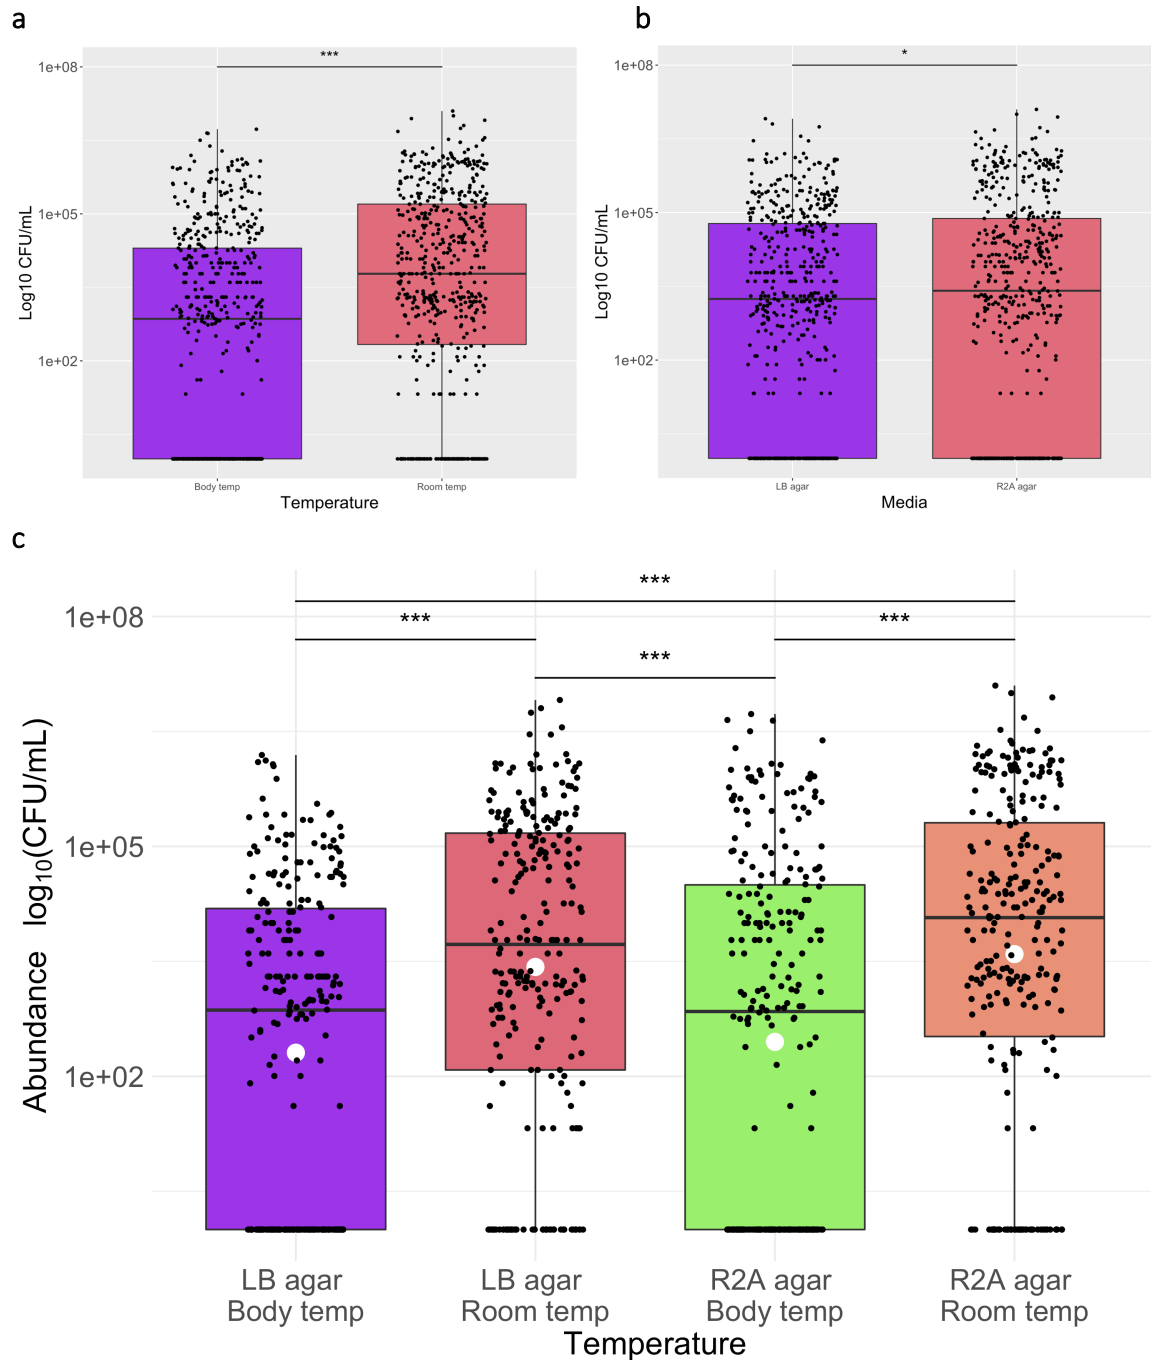 a
***
1e+08
1e+05
1e+02
Log10 CFU/mL
Body temp
Room temp
Temperature
b
*
1e+08
1e+05
1e+02
Log10 CFU/mL
LB agar
R2A agar
Media
c
***
***
***
***
1e+08
1e+05
1e+02
Abundance log10(CFU/mL)
LB agar
Body temp
LB agar
Room temp
R2A agar
Body temp
R2A agar
Room temp
Temperature